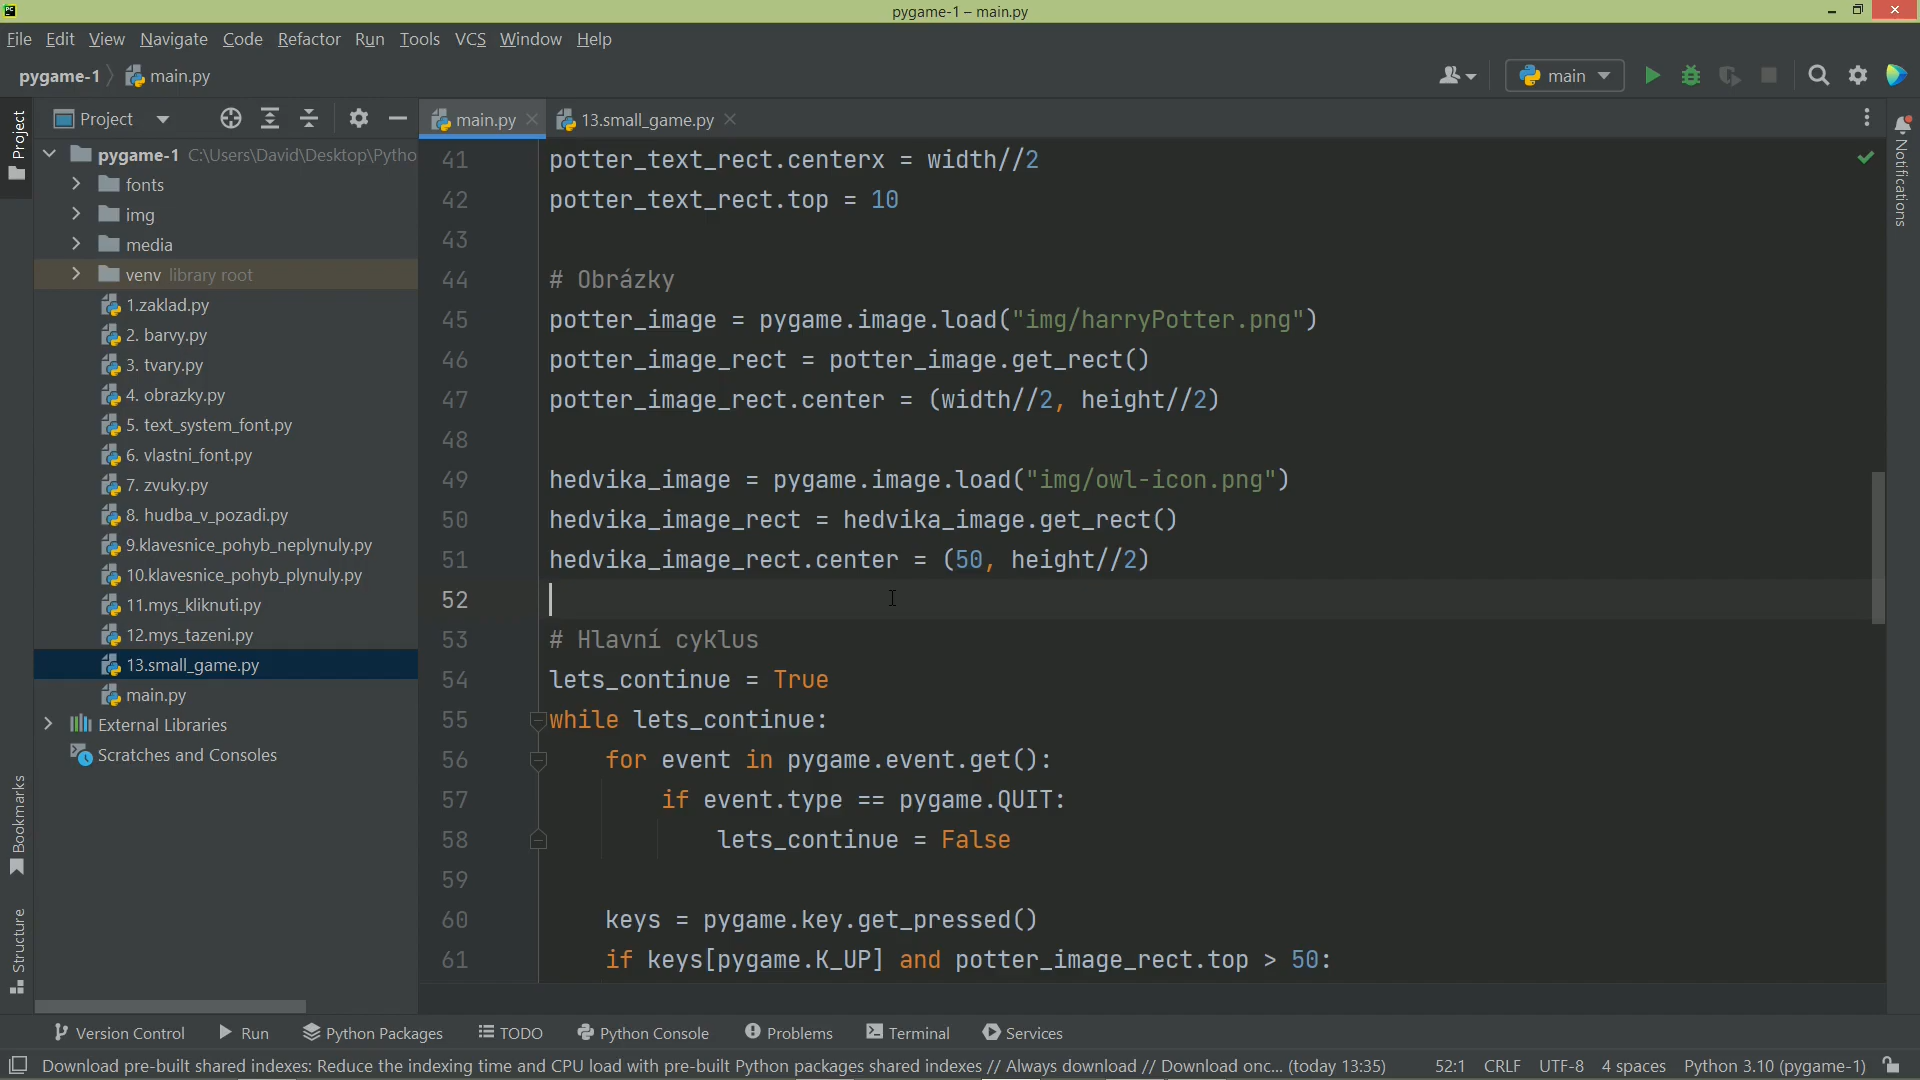 pygame-1 – main.py
File Edit View Navigate Code Refactor Run Tools VCS Window Help
pygame-1 main.py
main
Project
Project
main.py
13.small_game.py
Notifications
pygame-1 C:\Users\David\Desktop\Pytho
fonts
img
media
venv library root
1.zaklad.py
2. barvy.py
3. tvary.py
4. obrazky.py
5. text_system_font.py
6. vlastni_font.py
7. zvuky.py
8. hudba_v_pozadi.py
9.klavesnice_pohyb_neplynuly.py
10.klavesnice_pohyb_plynuly.py
11.mys_kliknuti.py
12.mys_tazeni.py
13.small_game.py
main.py
External Libraries
Scratches and Consoles
Bookmarks
Structure
41 potter_text_rect.centerx = width//2
42 potter_text_rect.top = 10
43
44 # Obrázky
45 potter_image = pygame.image.load("img/harryPotter.png")
46 potter_image_rect = potter_image.get_rect()
47 potter_image_rect.center = (width//2, height//2)
48
49 hedvika_image = pygame.image.load("img/owl-icon.png")
50 hedvika_image_rect = hedvika_image.get_rect()
51 hedvika_image_rect.center = (50, height//2)
52
53 # Hlavní cyklus
54 lets_continue = True
55 while lets_continue:
56 for event in pygame.event.get():
57 if event.type == pygame.QUIT:
58 lets_continue = False
59
60 keys = pygame.key.get_pressed()
61 if keys[pygame.K_UP] and potter_image_rect.top > 50:
Version Control Run Python Packages TODO Python Console Problems Terminal Services
Download pre-built shared indexes: Reduce the indexing time and CPU load with pre-built Python packages shared indexes // Always download // Download onc... (today 13:35) 52:1 CRLF UTF-8 4 spaces Python 3.10 (pygame-1)